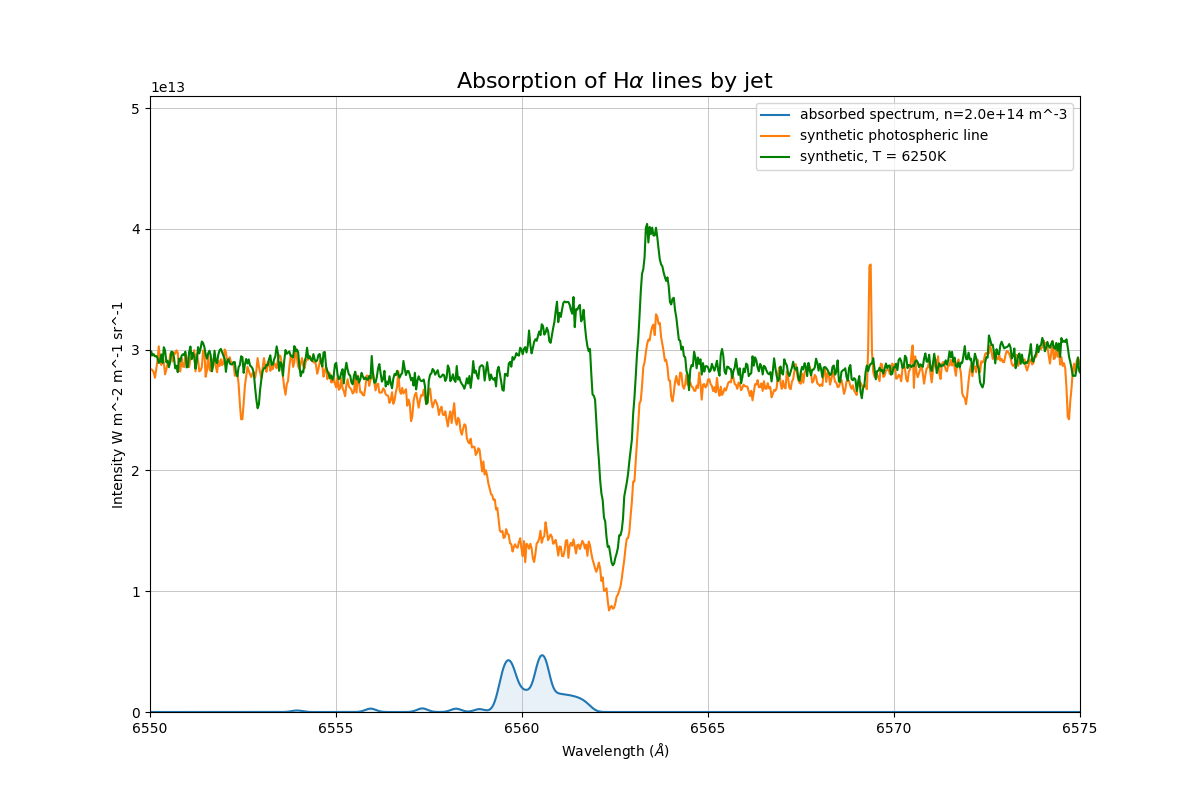 Absorption of Hα lines by jet
1e13
absorbed spectrum, n=2.0e+14 m^-3
synthetic photospheric line
synthetic, T = 6250K
5
4
3
2
1
0
Intensity W m^-2 m^-1 sr^-1
6550 6555 6560 6565 6570 6575
Wavelength (Å)